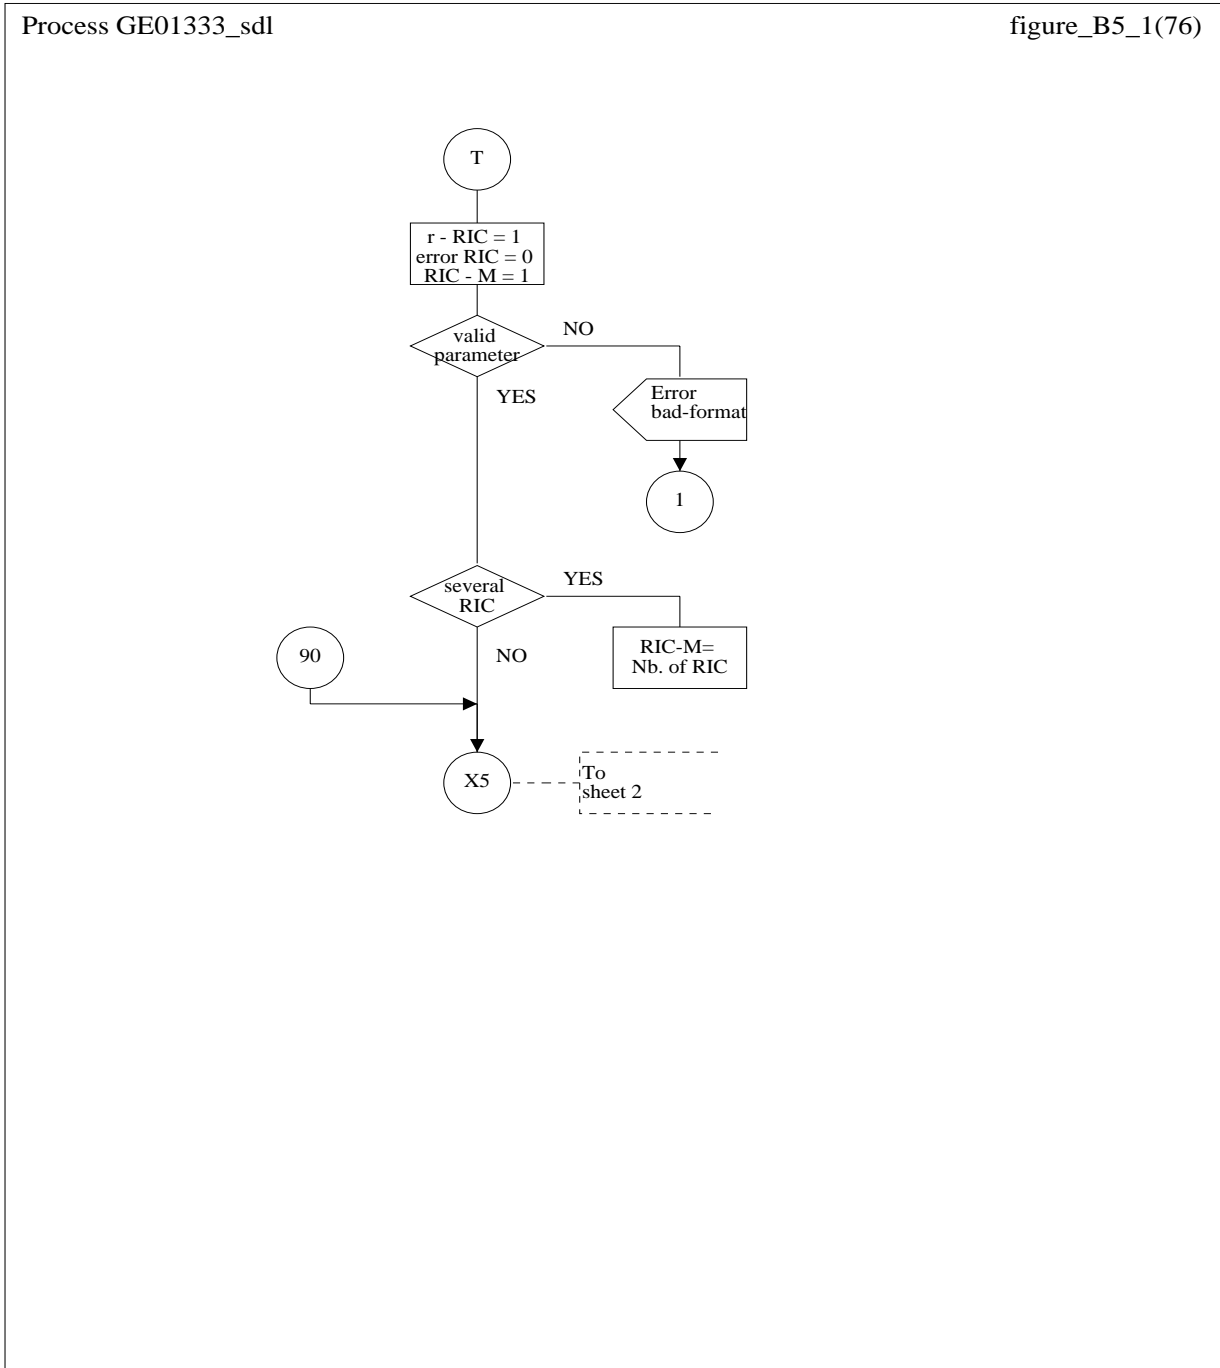 Process GE01333_sdl
figure_B5_1(76)
T
r - RIC = 1
error RIC = 0
RIC - M = 1
valid
parameter
NO
YES
Error
bad-format
1
several
RIC
YES
NO
RIC-M=
Nb. of RIC
90
X5
To
sheet 2